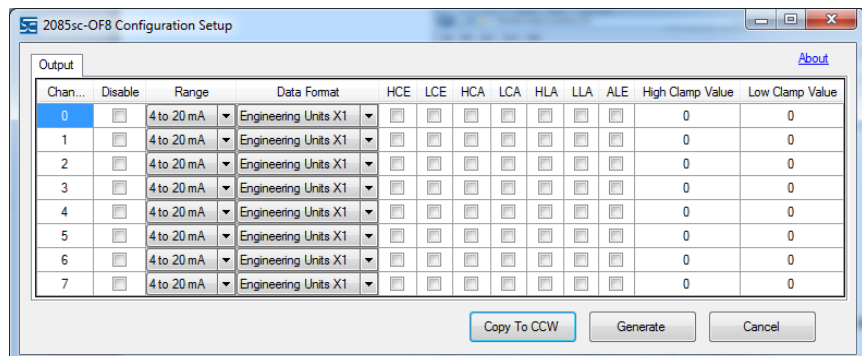 2085sc-OF8 Configuration Setup
About
Output
Chan... Disable Range Data Format HCE LCE HCA LCA HLA LLA ALE High Clamp Value Low Clamp Value
0 4 to 20 mA Engineering Units X1 0 0
1 4 to 20 mA Engineering Units X1 0 0
2 4 to 20 mA Engineering Units X1 0 0
3 4 to 20 mA Engineering Units X1 0 0
4 4 to 20 mA Engineering Units X1 0 0
5 4 to 20 mA Engineering Units X1 0 0
6 4 to 20 mA Engineering Units X1 0 0
7 4 to 20 mA Engineering Units X1 0 0
Copy To CCW Generate Cancel